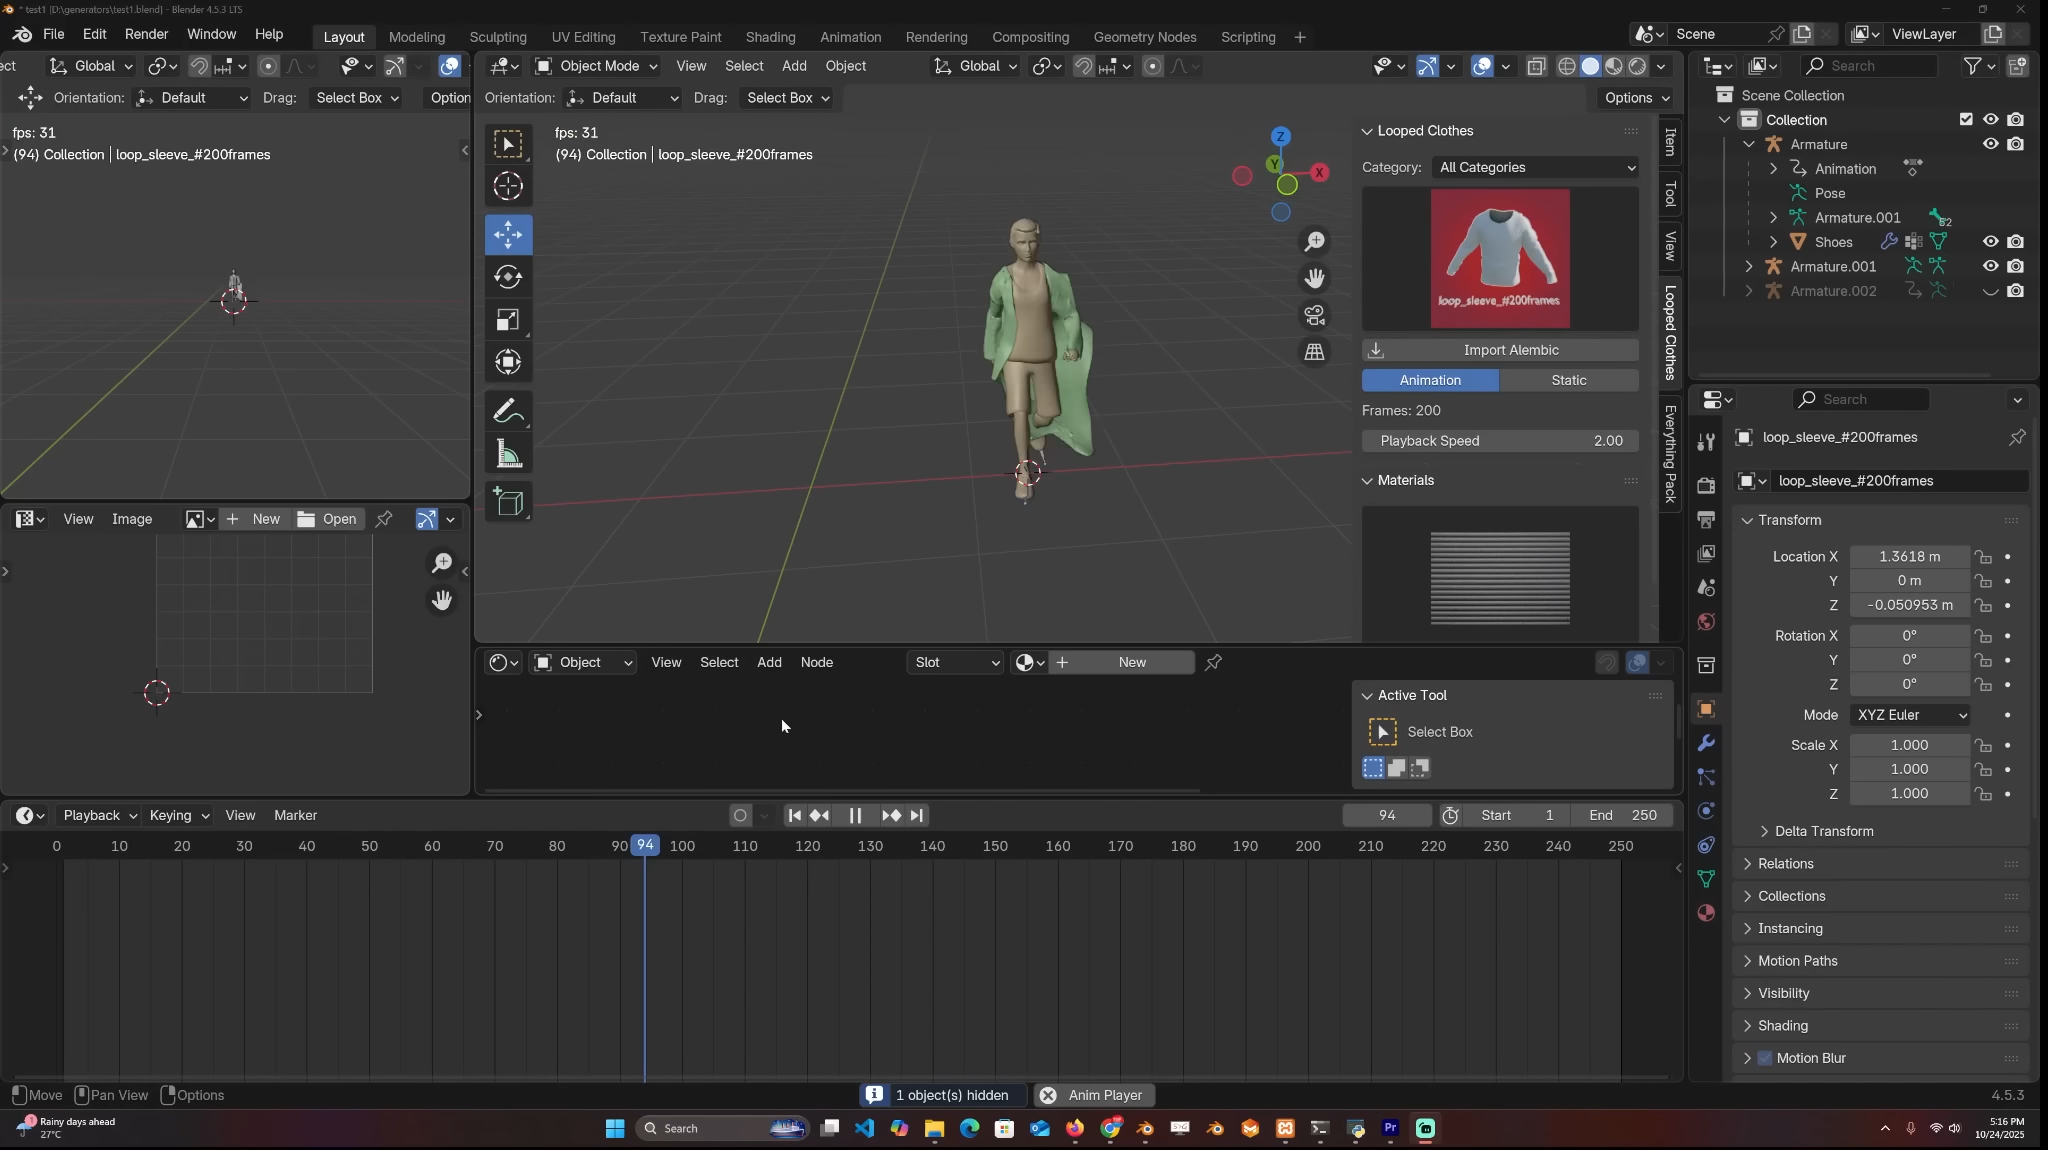 * test1 [D:\generators\test1.blend] - Blender 4.5.3 LTS
File Edit Render Window Help
Layout Modeling Sculpting UV Editing Texture Paint Shading Animation Rendering Compositing Geometry Nodes Scripting +
Scene
ViewLayer
ect Global
Object Mode View Select Add Object
Global
Search
Orientation: Default Drag: Select Box Option
Orientation: Default Drag: Select Box
Options
fps: 31
(94) Collection | loop_sleeve_#200frames
fps: 31
(94) Collection | loop_sleeve_#200frames
Z
Y
X
Looped Clothes
Category: All Categories
loop_sleeve_#200frames
Import Alembic
Animation Static
Frames: 200
Playback Speed 2.00
Materials
Item
Tool
View
Looped Clothes
Everything Pack
Scene Collection
Collection
Armature
Animation
Pose
Armature.001
52
Shoes
Armature.001
Armature.002
Search
loop_sleeve_#200frames
loop_sleeve_#200frames
Transform
Location X 1.3618 m
Y 0 m
Z -0.050953 m
Rotation X 0°
Y 0°
Z 0°
Mode XYZ Euler
Scale X 1.000
Y 1.000
Z 1.000
Delta Transform
Relations
Collections
Instancing
Motion Paths
Visibility
Shading
Motion Blur
View Image + New Open
Object View Select Add Node
Slot
+ New
Active Tool
Select Box
Playback Keying View Marker
94
Start 1
End 250
0 10 20 30 40 50 60 70 80 90 94 100 110 120 130 140 150 160 170 180 190 200 210 220 230 240 250
Move Pan View Options
1 object(s) hidden
Anim Player
4.5.3
Rainy days ahead
27°C
Search
Pr
5:16 PM
10/24/2025